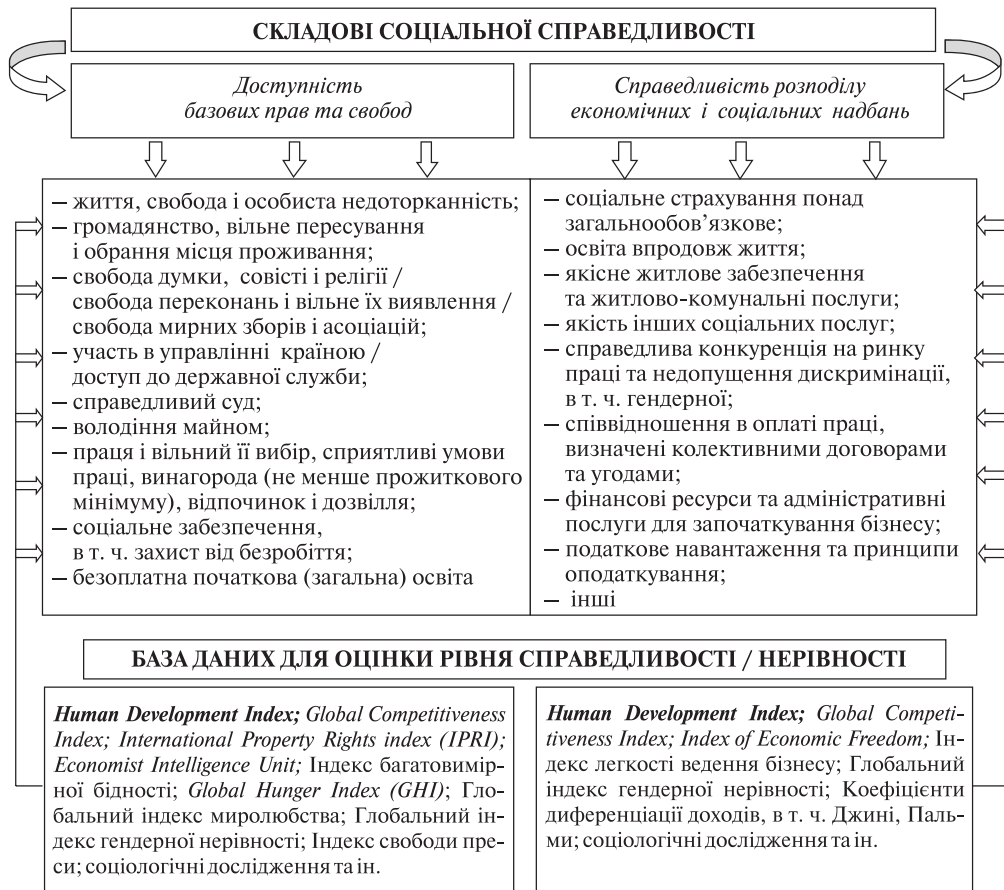 СКЛАДОВІ СОЦІАЛЬНОЇ СПРАВЕДЛИВОСТІ
Доступність
базових прав та свобод
Справедливість розподілу
економічних і соціальних надбань
– життя, свобода і особиста недоторканність;
– громадянство, вільне пересування
і обрання місця проживання;
– свобода думки, совісті і релігії /
свобода переконань і вільне їх виявлення /
свобода мирних зборів і асоціацій;
– участь в управлінні країною /
доступ до державної служби;
– справедливий суд;
– володіння майном;
– праця і вільний її вибір, сприятливі умови
праці, винагорода (не менше прожиткового
мінімуму), відпочинок і дозвілля;
– соціальне забезпечення,
в т. ч. захист від безробіття;
– безоплатна початкова (загальна) освіта
– соціальне страхування понад
загальнообов’язкове;
– освіта впродовж життя;
– якісне житлове забезпечення
та житлово-комунальні послуги;
– якість інших соціальних послуг;
– справедлива конкуренція на ринку
праці та недопущення дискримінації,
в т. ч. гендерної;
– співвідношення в оплаті праці,
визначені колективними договорами
та угодами;
– фінансові ресурси та адміністративні
послуги для започаткування бізнесу;
– податкове навантаження та принципи
оподаткування;
– інші
БАЗА ДАНИХ ДЛЯ ОЦІНКИ РІВНЯ СПРАВЕДЛИВОСТІ / НЕРІВНОСТІ
Human Development Index; Global Competitiveness
Index; International Property Rights index (IPRI);
Economist Intelligence Unit; Індекс багатовимір-
ної бідності; Global Hunger Index (GHI); Гло-
бальний індекс миролюбства; Глобальний ін-
декс гендерної нерівності; Індекс свободи пре-
си; соціологічні дослідження та ін.
Human Development Index; Global Competi-
tiveness Index; Index of Economic Freedom; Ін-
декс легкості ведення бізнесу; Глобальний
індекс гендерної нерівності; Коефіцієнти
диференціації доходів, в т. ч. Джині, Паль-
ми; соціологічні дослідження та ін.